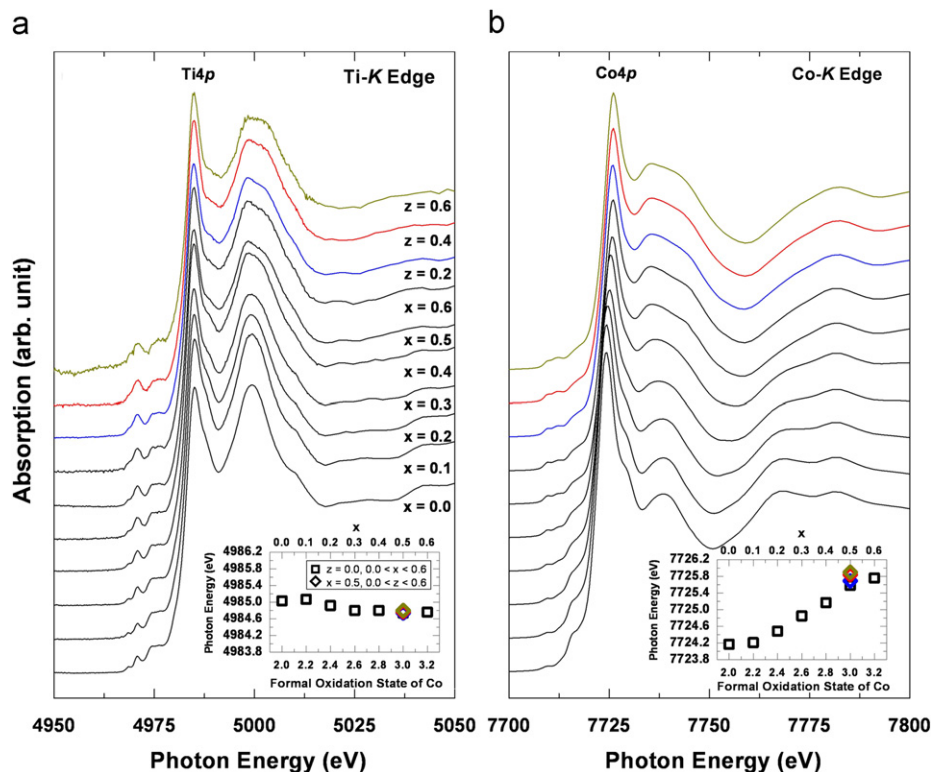 a
Ti4p
Ti-K Edge
z = 0.6
z = 0.4
z = 0.2
x = 0.6
x = 0.5
x = 0.4
x = 0.3
x = 0.2
x = 0.1
x = 0.0
Absorption (arb. unit)
x
0.0 0.1 0.2 0.3 0.4 0.5 0.6
4986.2
4985.8
4985.4
4985.0
4984.6
4984.2
4983.8
Photon Energy (eV)
z = 0.0, 0.0 < x < 0.6
x = 0.5, 0.0 < z < 0.6
2.0 2.2 2.4 2.6 2.8 3.0 3.2
Formal Oxidation State of Co
4950 4975 5000 5025 5050
Photon Energy (eV)
b
Co4p
Co-K Edge
x
0.0 0.1 0.2 0.3 0.4 0.5 0.6
7726.2
7725.8
7725.4
7725.0
7724.6
7724.2
7723.8
Photon Energy (eV)
2.0 2.2 2.4 2.6 2.8 3.0 3.2
Formal Oxidation State of Co
7700 7725 7750 7775 7800
Photon Energy (eV)